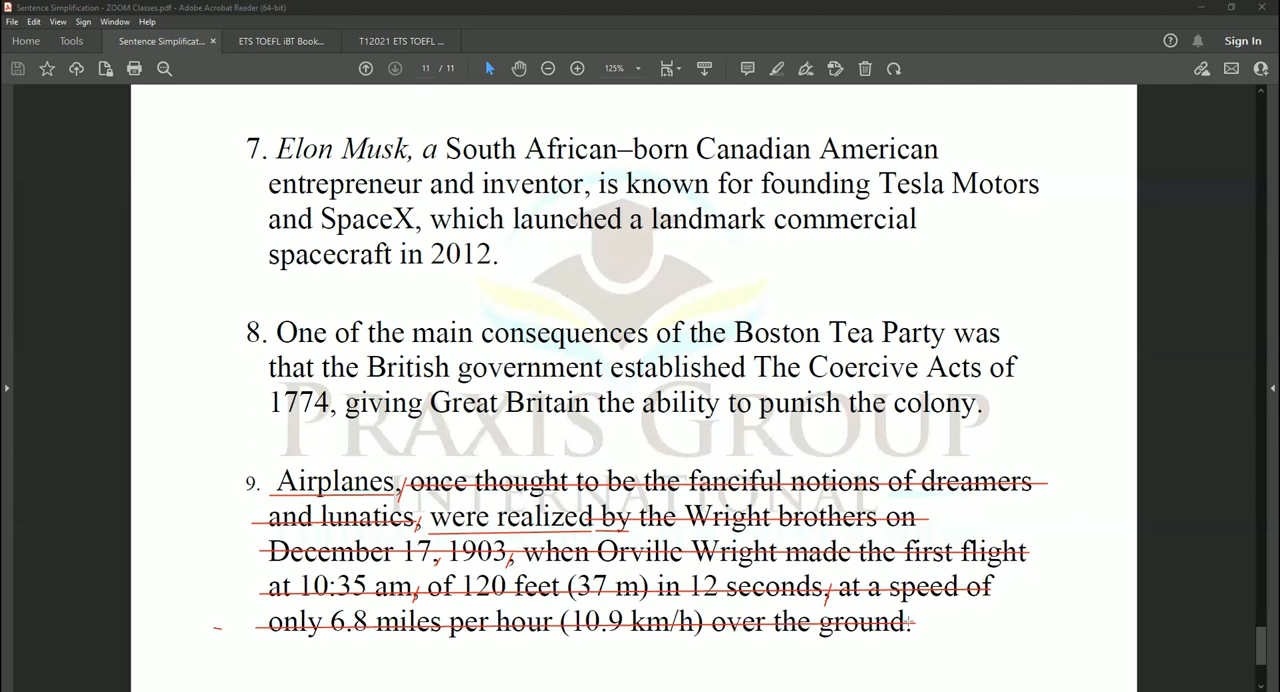 Sentence Simplification - ZOOM Classes.pdf - Adobe Acrobat Reader (64-bit)
File Edit View Sign Window Help
Home Tools Sentence Simplificat... × ETS TOEFL iBT Book... T12021 ETS TOEFL ... Sign In
11 / 11 125%
7. Elon Musk, a South African–born Canadian American
entrepreneur and inventor, is known for founding Tesla Motors
and SpaceX, which launched a landmark commercial
spacecraft in 2012.
8. One of the main consequences of the Boston Tea Party was
that the British government established The Coercive Acts of
1774, giving Great Britain the ability to punish the colony.
PRAXIS GROUP
INTERNATIONAL
9. Airplanes, once thought to be the fanciful notions of dreamers
and lunatics, were realized by the Wright brothers on
December 17, 1903, when Orville Wright made the first flight
at 10:35 am, of 120 feet (37 m) in 12 seconds, at a speed of
only 6.8 miles per hour (10.9 km/h) over the ground.